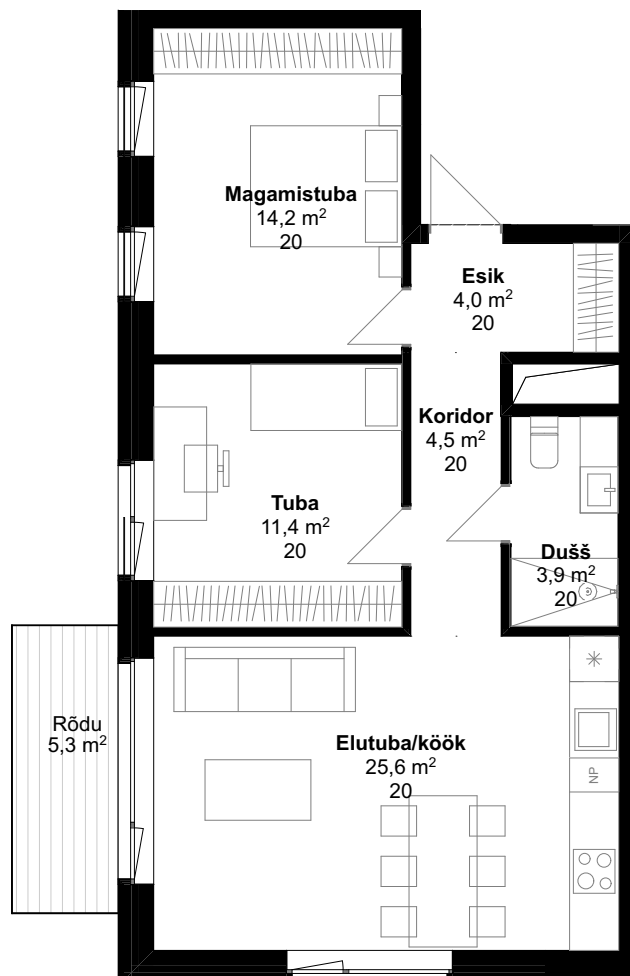 Magamistuba
14,2 m²
20
Esik
4,0 m²
20
Koridor
4,5 m²
20
Tuba
11,4 m²
20
Dušš
3,9 m²
20
Rõdu
5,3 m²
Elutuba/köök
25,6 m²
20
NP